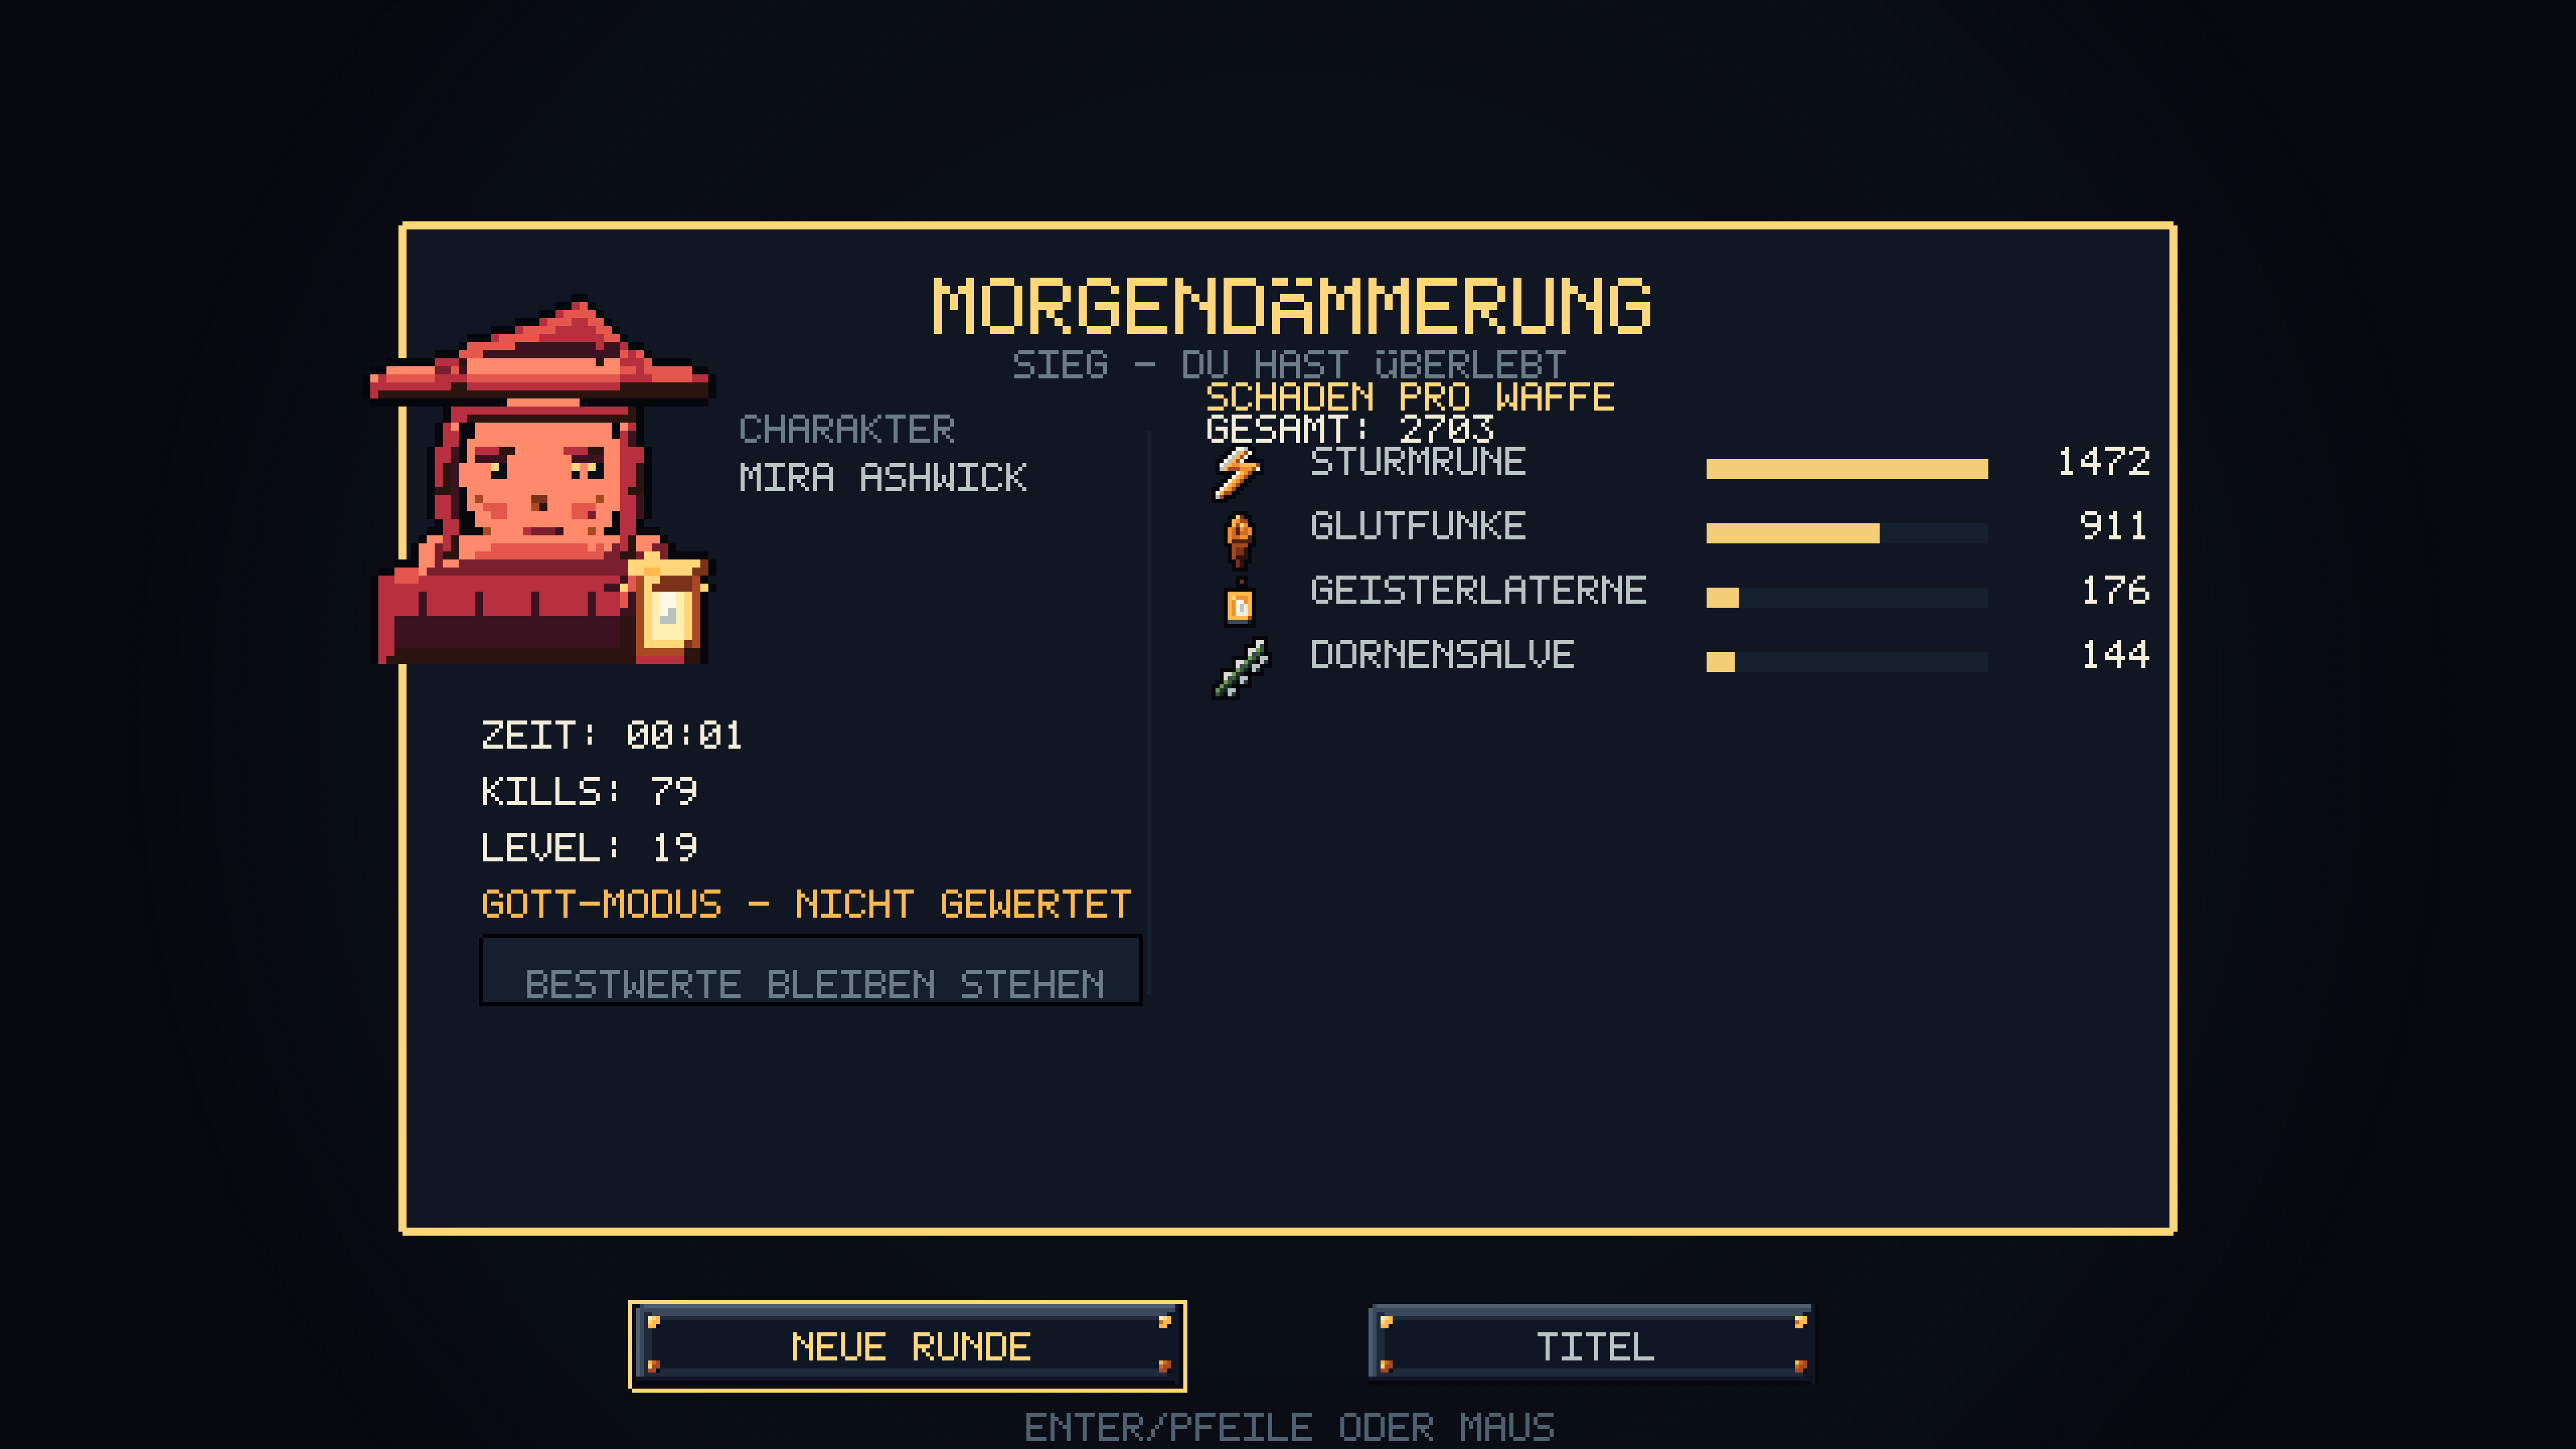 MORGENDäMMERUNG
SIEG - DU HAST üBERLEBT
CHARAKTER
MIRA ASHWICK
ZEIT: 00:01
KILLS: 79
LEVEL: 19
GOTT-MODUS - NICHT GEWERTET
BESTWERTE BLEIBEN STEHEN
SCHADEN PRO WAFFE
GESAMT: 2703
STURMRUNE 1472
GLUTFUNKE 911
GEISTERLATERNE 176
DORNENSALVE 144
NEUE RUNDE
TITEL
ENTER/PFEILE ODER MAUS